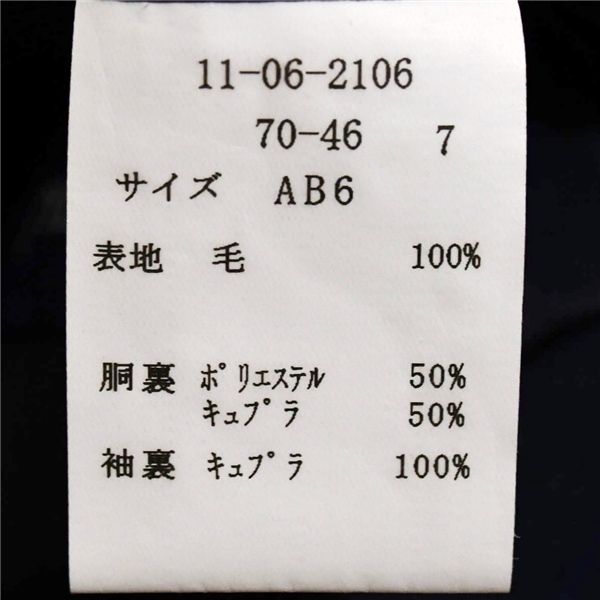 11-06-2106
70-46 7
サイズ AB6
表地 毛 100%
胴裏 ﾎﾟﾘｴｽﾃﾙ 50%
ｷｭﾌﾟﾗ 50%
袖裏 ｷｭﾌﾟﾗ 100%